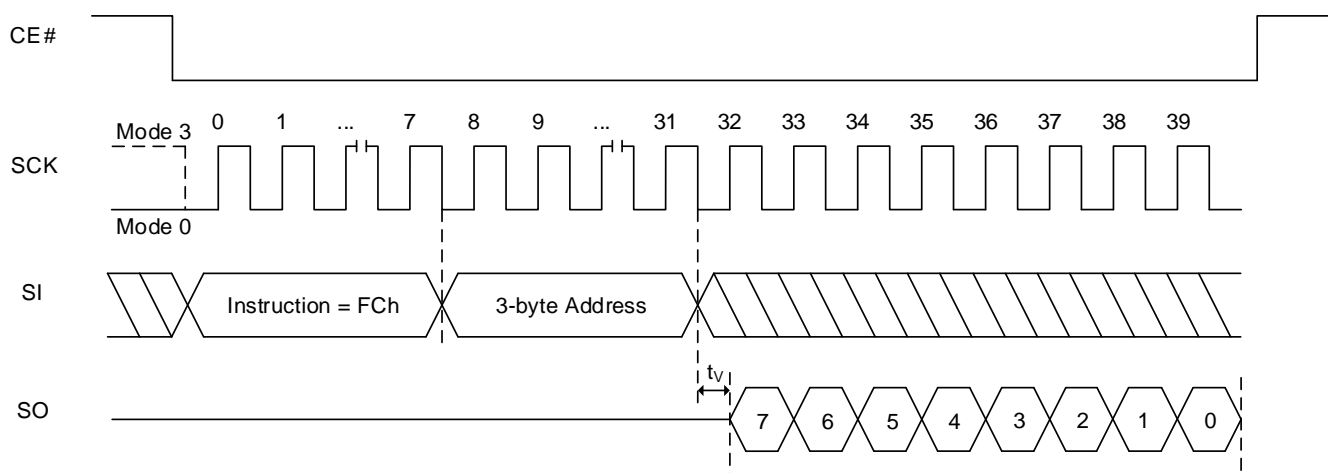 CE#
Mode 3
0 1 ... 7 8 9 ... 31 32 33 34 35 36 37 38 39
SCK
Mode 0
SI
Instruction = FCh
3-byte Address
tV
SO
7 6 5 4 3 2 1 0